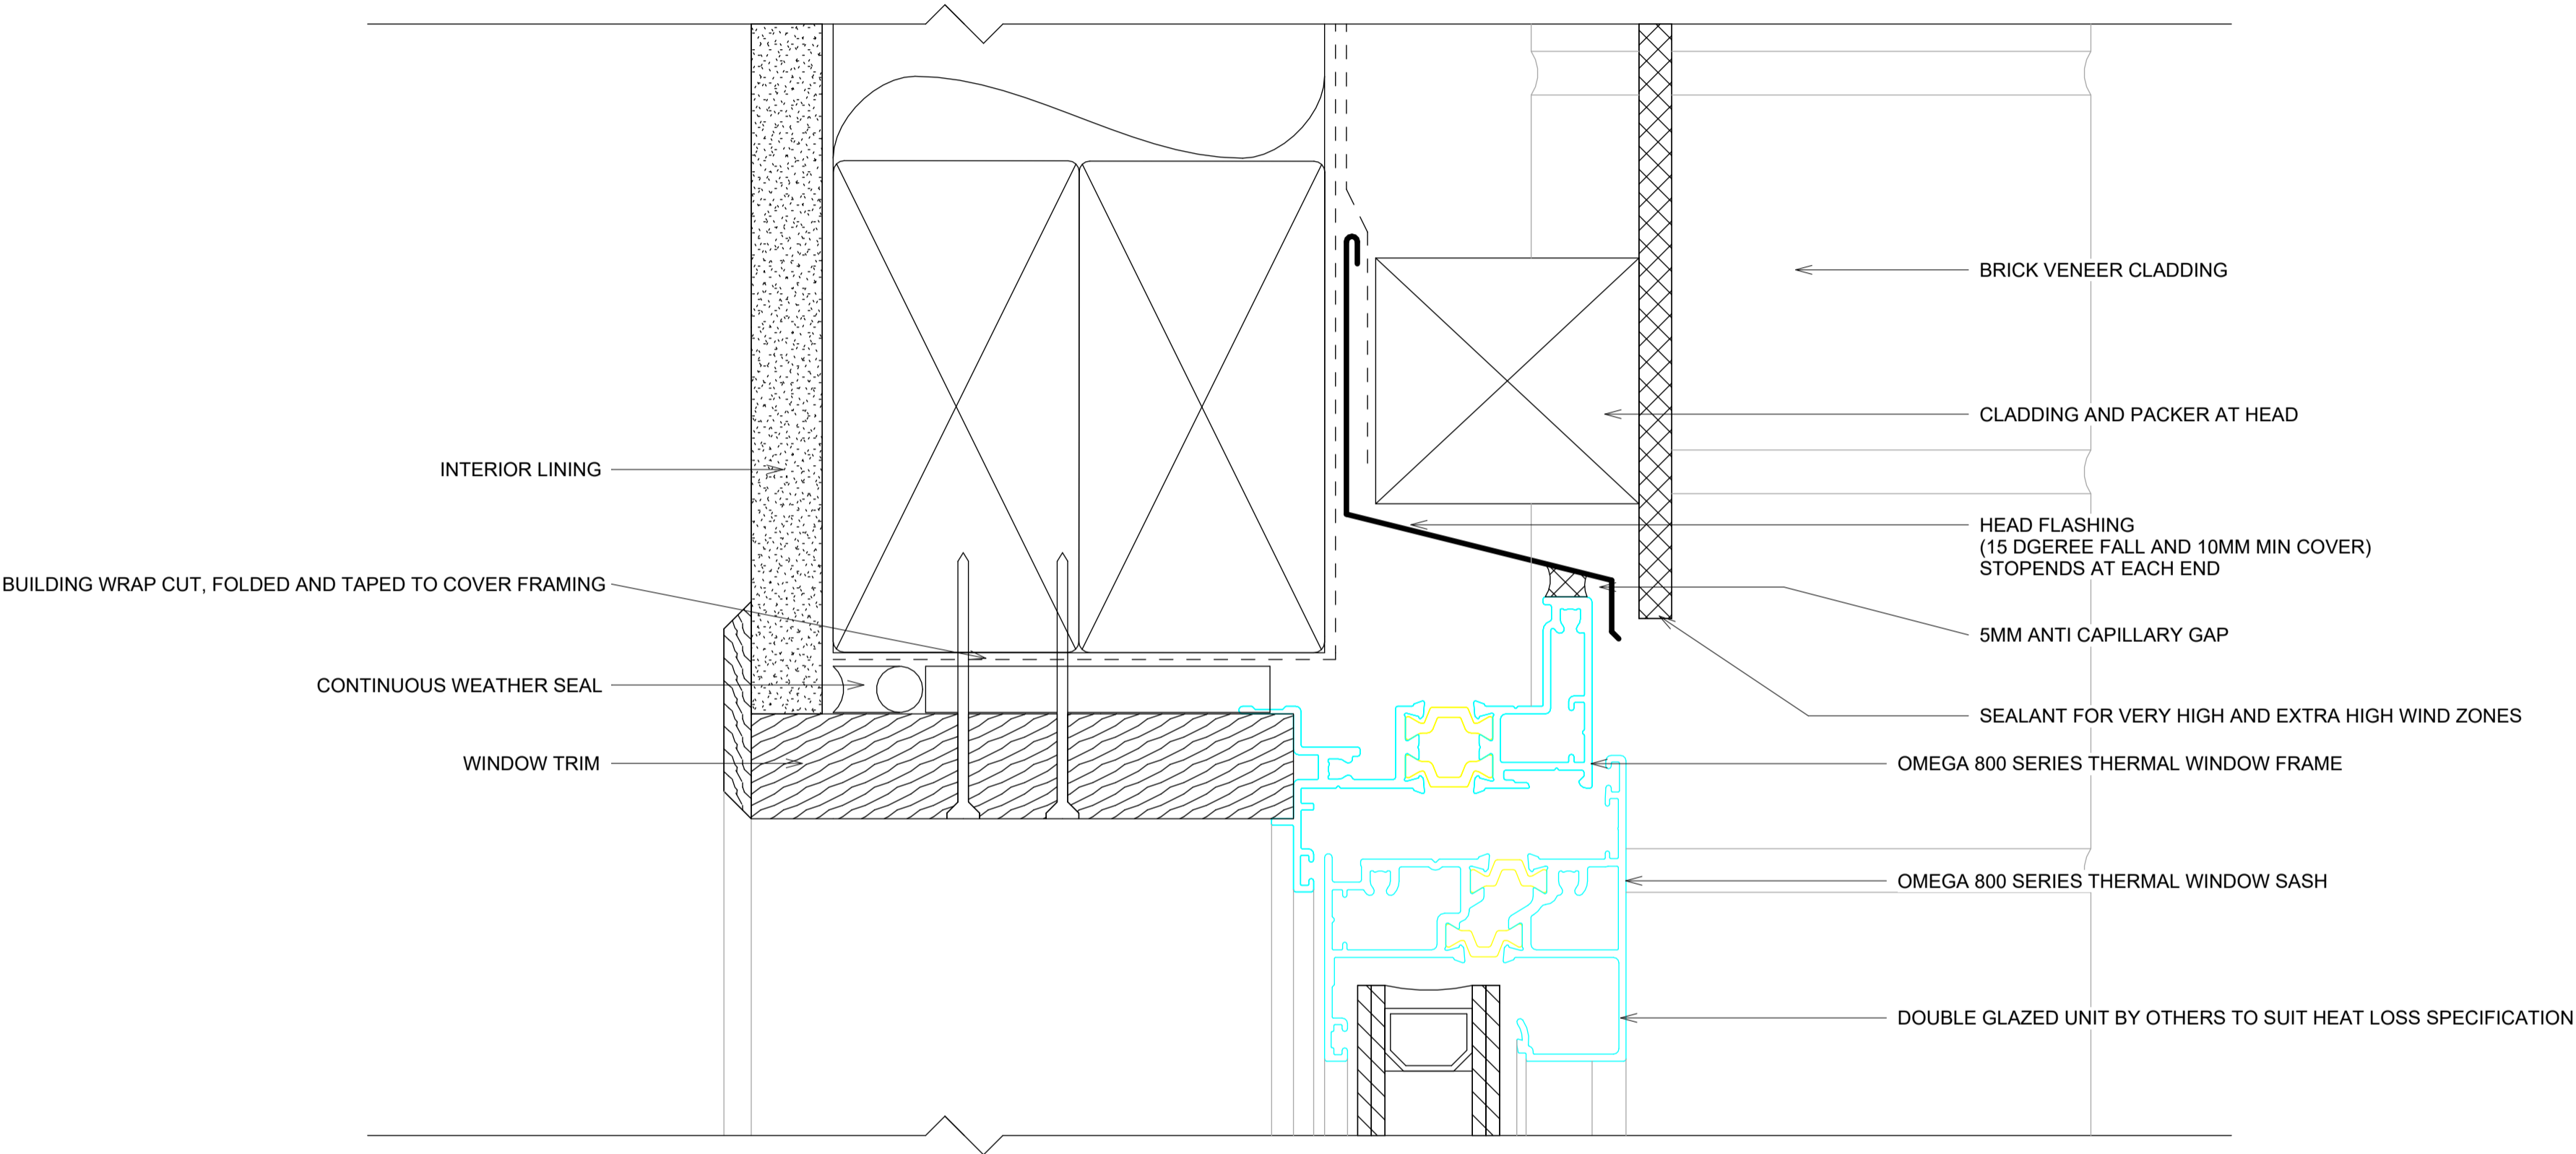 INTERIOR LINING
BUILDING WRAP CUT, FOLDED AND TAPED TO COVER FRAMING
CONTINUOUS WEATHER SEAL
WINDOW TRIM
BRICK VENEER CLADDING
CLADDING AND PACKER AT HEAD
HEAD FLASHING
(15 DGEREE FALL AND 10MM MIN COVER)
STOPENDS AT EACH END
5MM ANTI CAPILLARY GAP
SEALANT FOR VERY HIGH AND EXTRA HIGH WIND ZONES
OMEGA 800 SERIES THERMAL WINDOW FRAME
OMEGA 800 SERIES THERMAL WINDOW SASH
DOUBLE GLAZED UNIT BY OTHERS TO SUIT HEAT LOSS SPECIFICATION